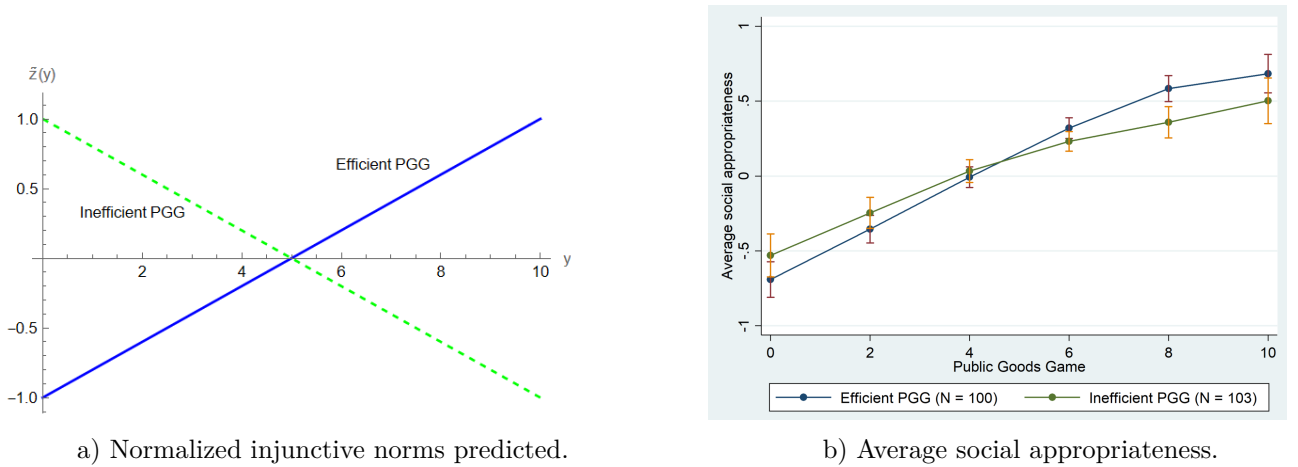 z̃(y)
1.0
0.5
-0.5
-1.0
2
4
6
8
10
y
Efficient PGG
Inefficient PGG
a) Normalized injunctive norms predicted.
Average social appropriateness
1
.5
0
-.5
-1
0
2
4
6
8
10
Public Goods Game
Efficient PGG (N = 100)
Inefficient PGG (N = 103)
b) Average social appropriateness.